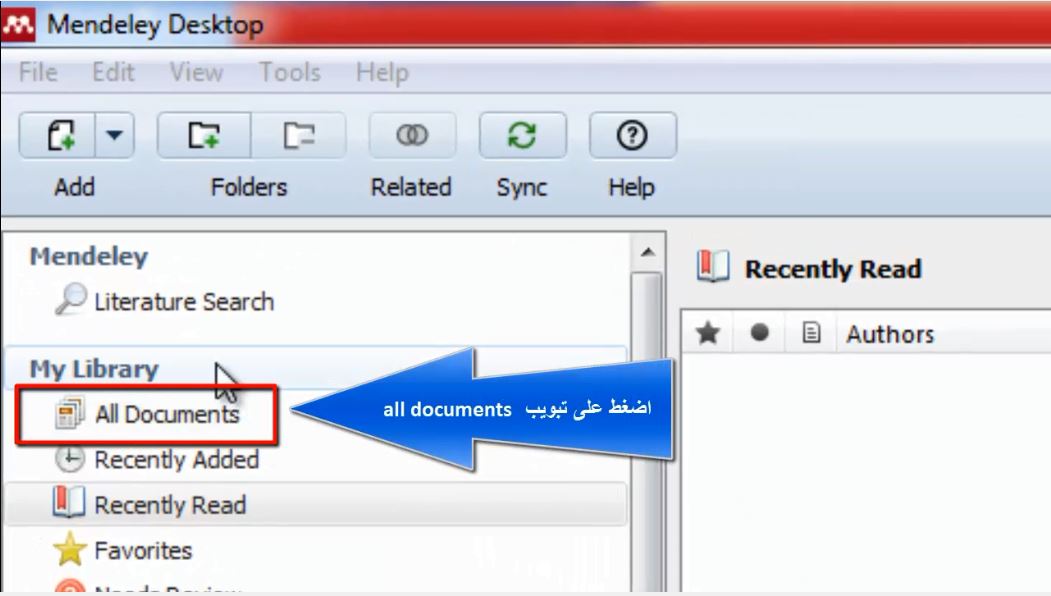 Mendeley Desktop
File Edit View Tools Help
Add Folders Related Sync Help
Mendeley
Literature Search
My Library
All Documents
Recently Added
Recently Read
Favorites
Recently Read
Authors
اضغط على تبويب all documents